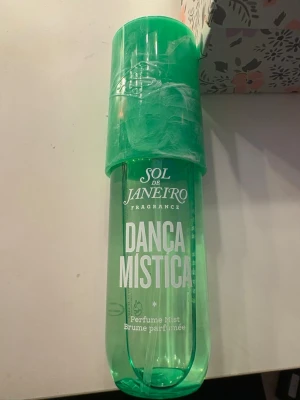 SOL
DE
JANEIRO
FRAGRANCE
DANÇA
MÍSTICA
Perfume Mist
Brume parfumée